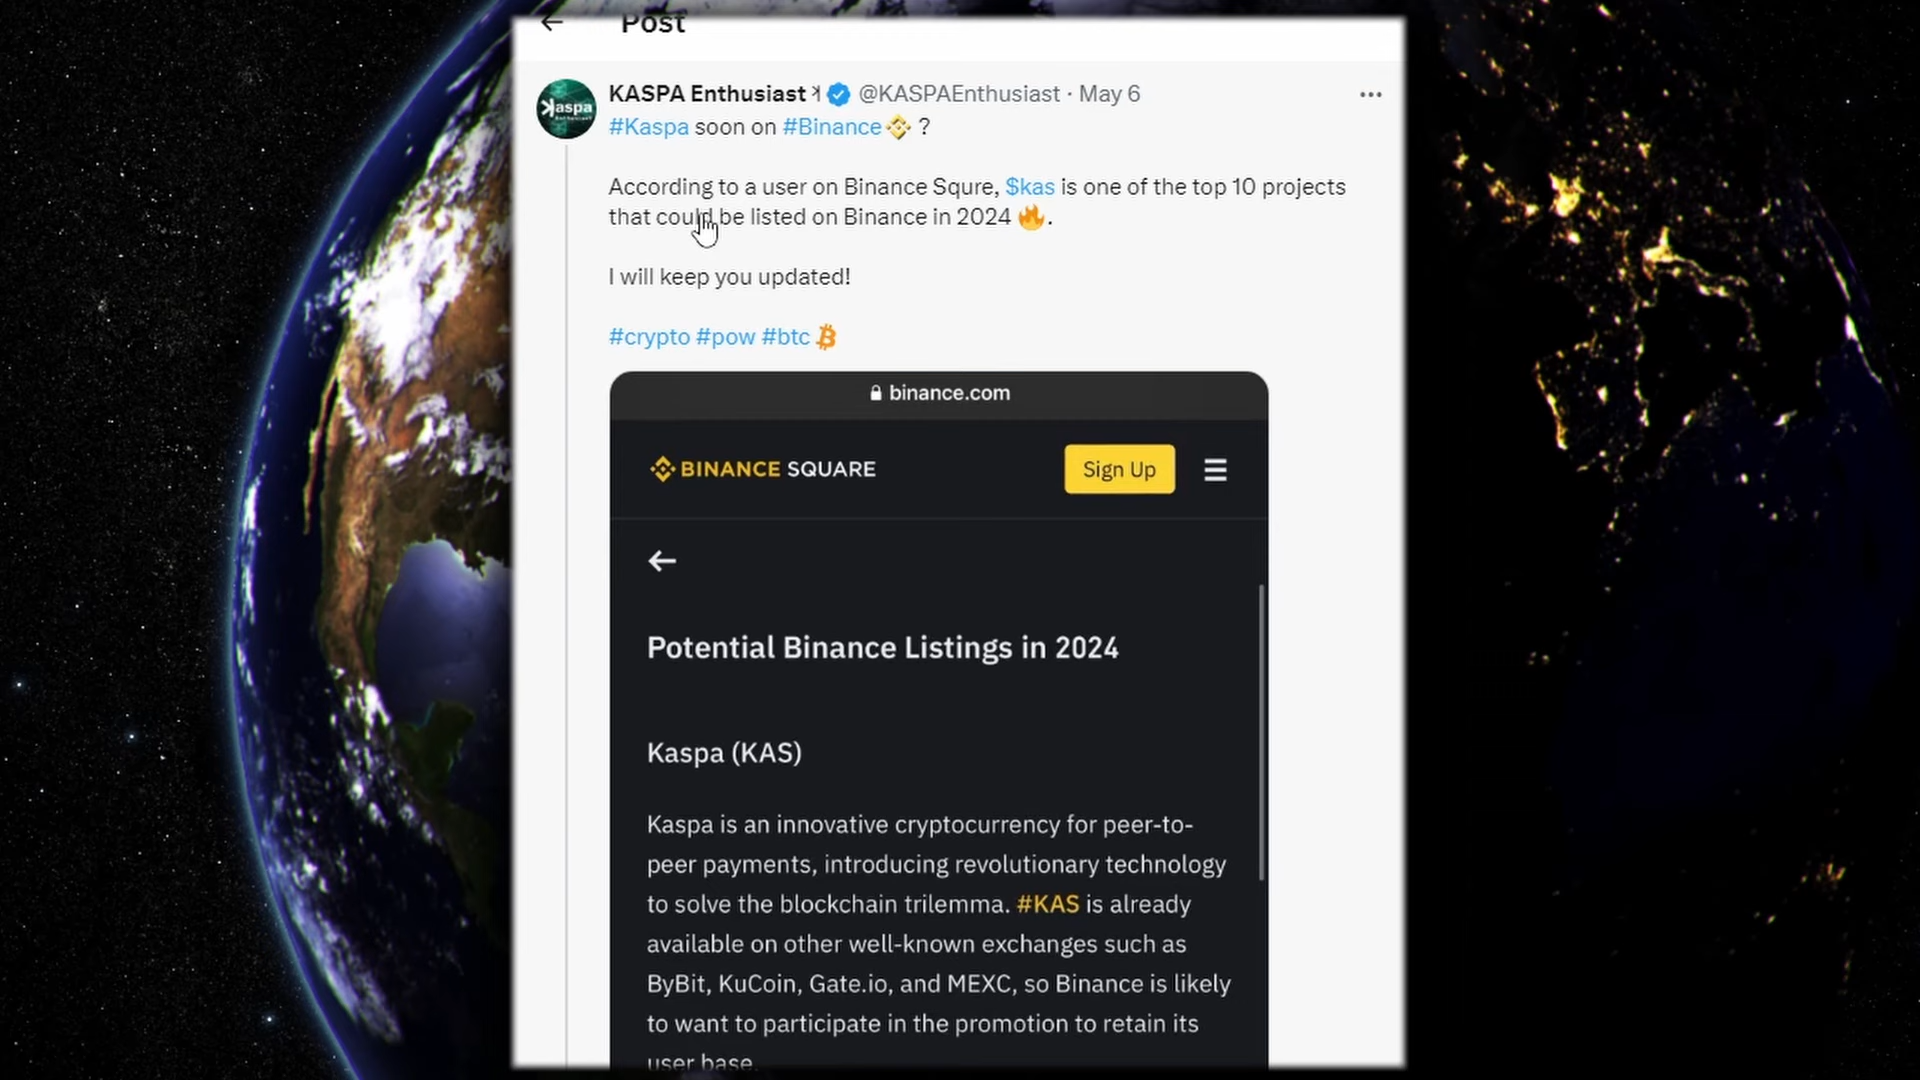 Post
KASPA Enthusiast @KASPAEnthusiast · May 6
#Kaspa soon on #Binance ?
According to a user on Binance Squre, $kas is one of the top 10 projects
that could be listed on Binance in 2024 🔥.
I will keep you updated!
#crypto #pow #btc
Kaspa
binance.com
BINANCE SQUARE
Sign Up
Potential Binance Listings in 2024
Kaspa (KAS)
Kaspa is an innovative cryptocurrency for peer-to-
peer payments, introducing revolutionary technology
to solve the blockchain trilemma. #KAS is already
available on other well-known exchanges such as
ByBit, KuCoin, Gate.io, and MEXC, so Binance is likely
to want to participate in the promotion to retain its
user base.